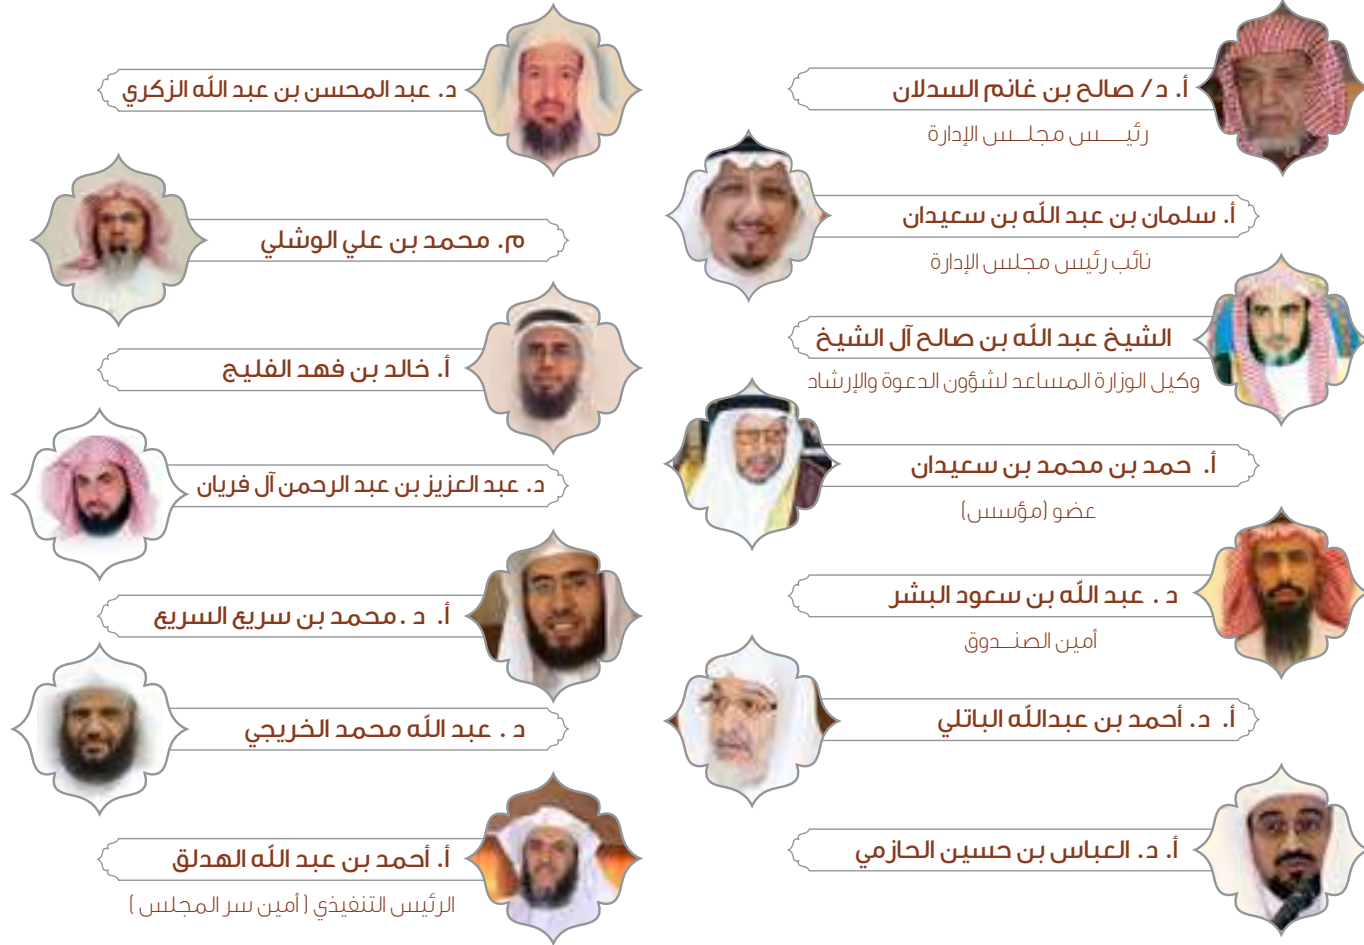 أ. د/ صالح بن غانم السدلان
رئيـــس مجلــس الإدارة
أ. سلمان بن عبد الله بن سعيدان
نائب رئيس مجلس الإدارة
الشيخ عبد الله بن صالح آل الشيخ
وكيل الوزارة المساعد لشؤون الدعوة والإرشاد
أ. حمد بن محمد بن سعيدان
عضو (مؤسس)
د . عبد الله بن سعود البشر
أمين الصنــدوق
أ. د. أحمد بن عبدالله الباتلي
أ. د. العباس بن حسين الحازمي
د. عبد المحسن بن عبد الله الزكري
م. محمد بن علي الوشلي
أ. خالد بن فهد الفليج
د. عبد العزيز بن عبد الرحمن آل فريان
أ. د .محمد بن سريع السريع
د . عبد الله محمد الخريجي
أ. أحمد بن عبد الله الهدلق
الرئيس التنفيذي ( أمين سر المجلس )